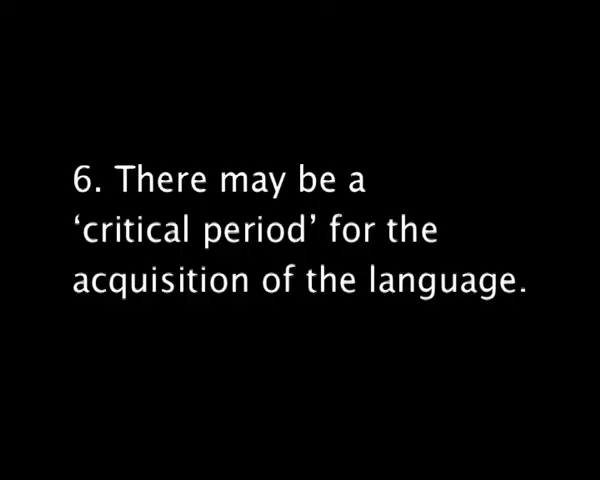 6. There may be a
‘critical period’ for the
acquisition of the language.